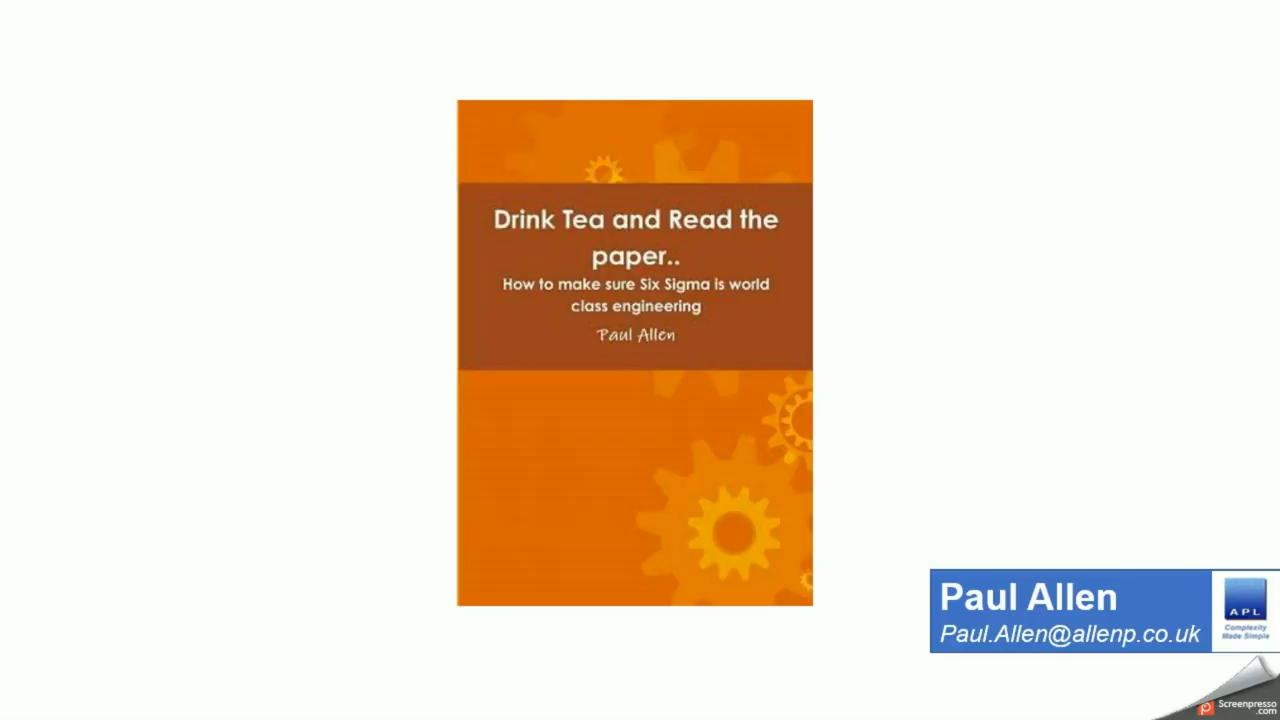 Drink Tea and Read the
paper..
How to make sure Six Sigma is world
class engineering
Paul Allen
Paul Allen
Paul.Allen@allenp.co.uk
APL
Complexity
Made Simple
Screenpresso
.com